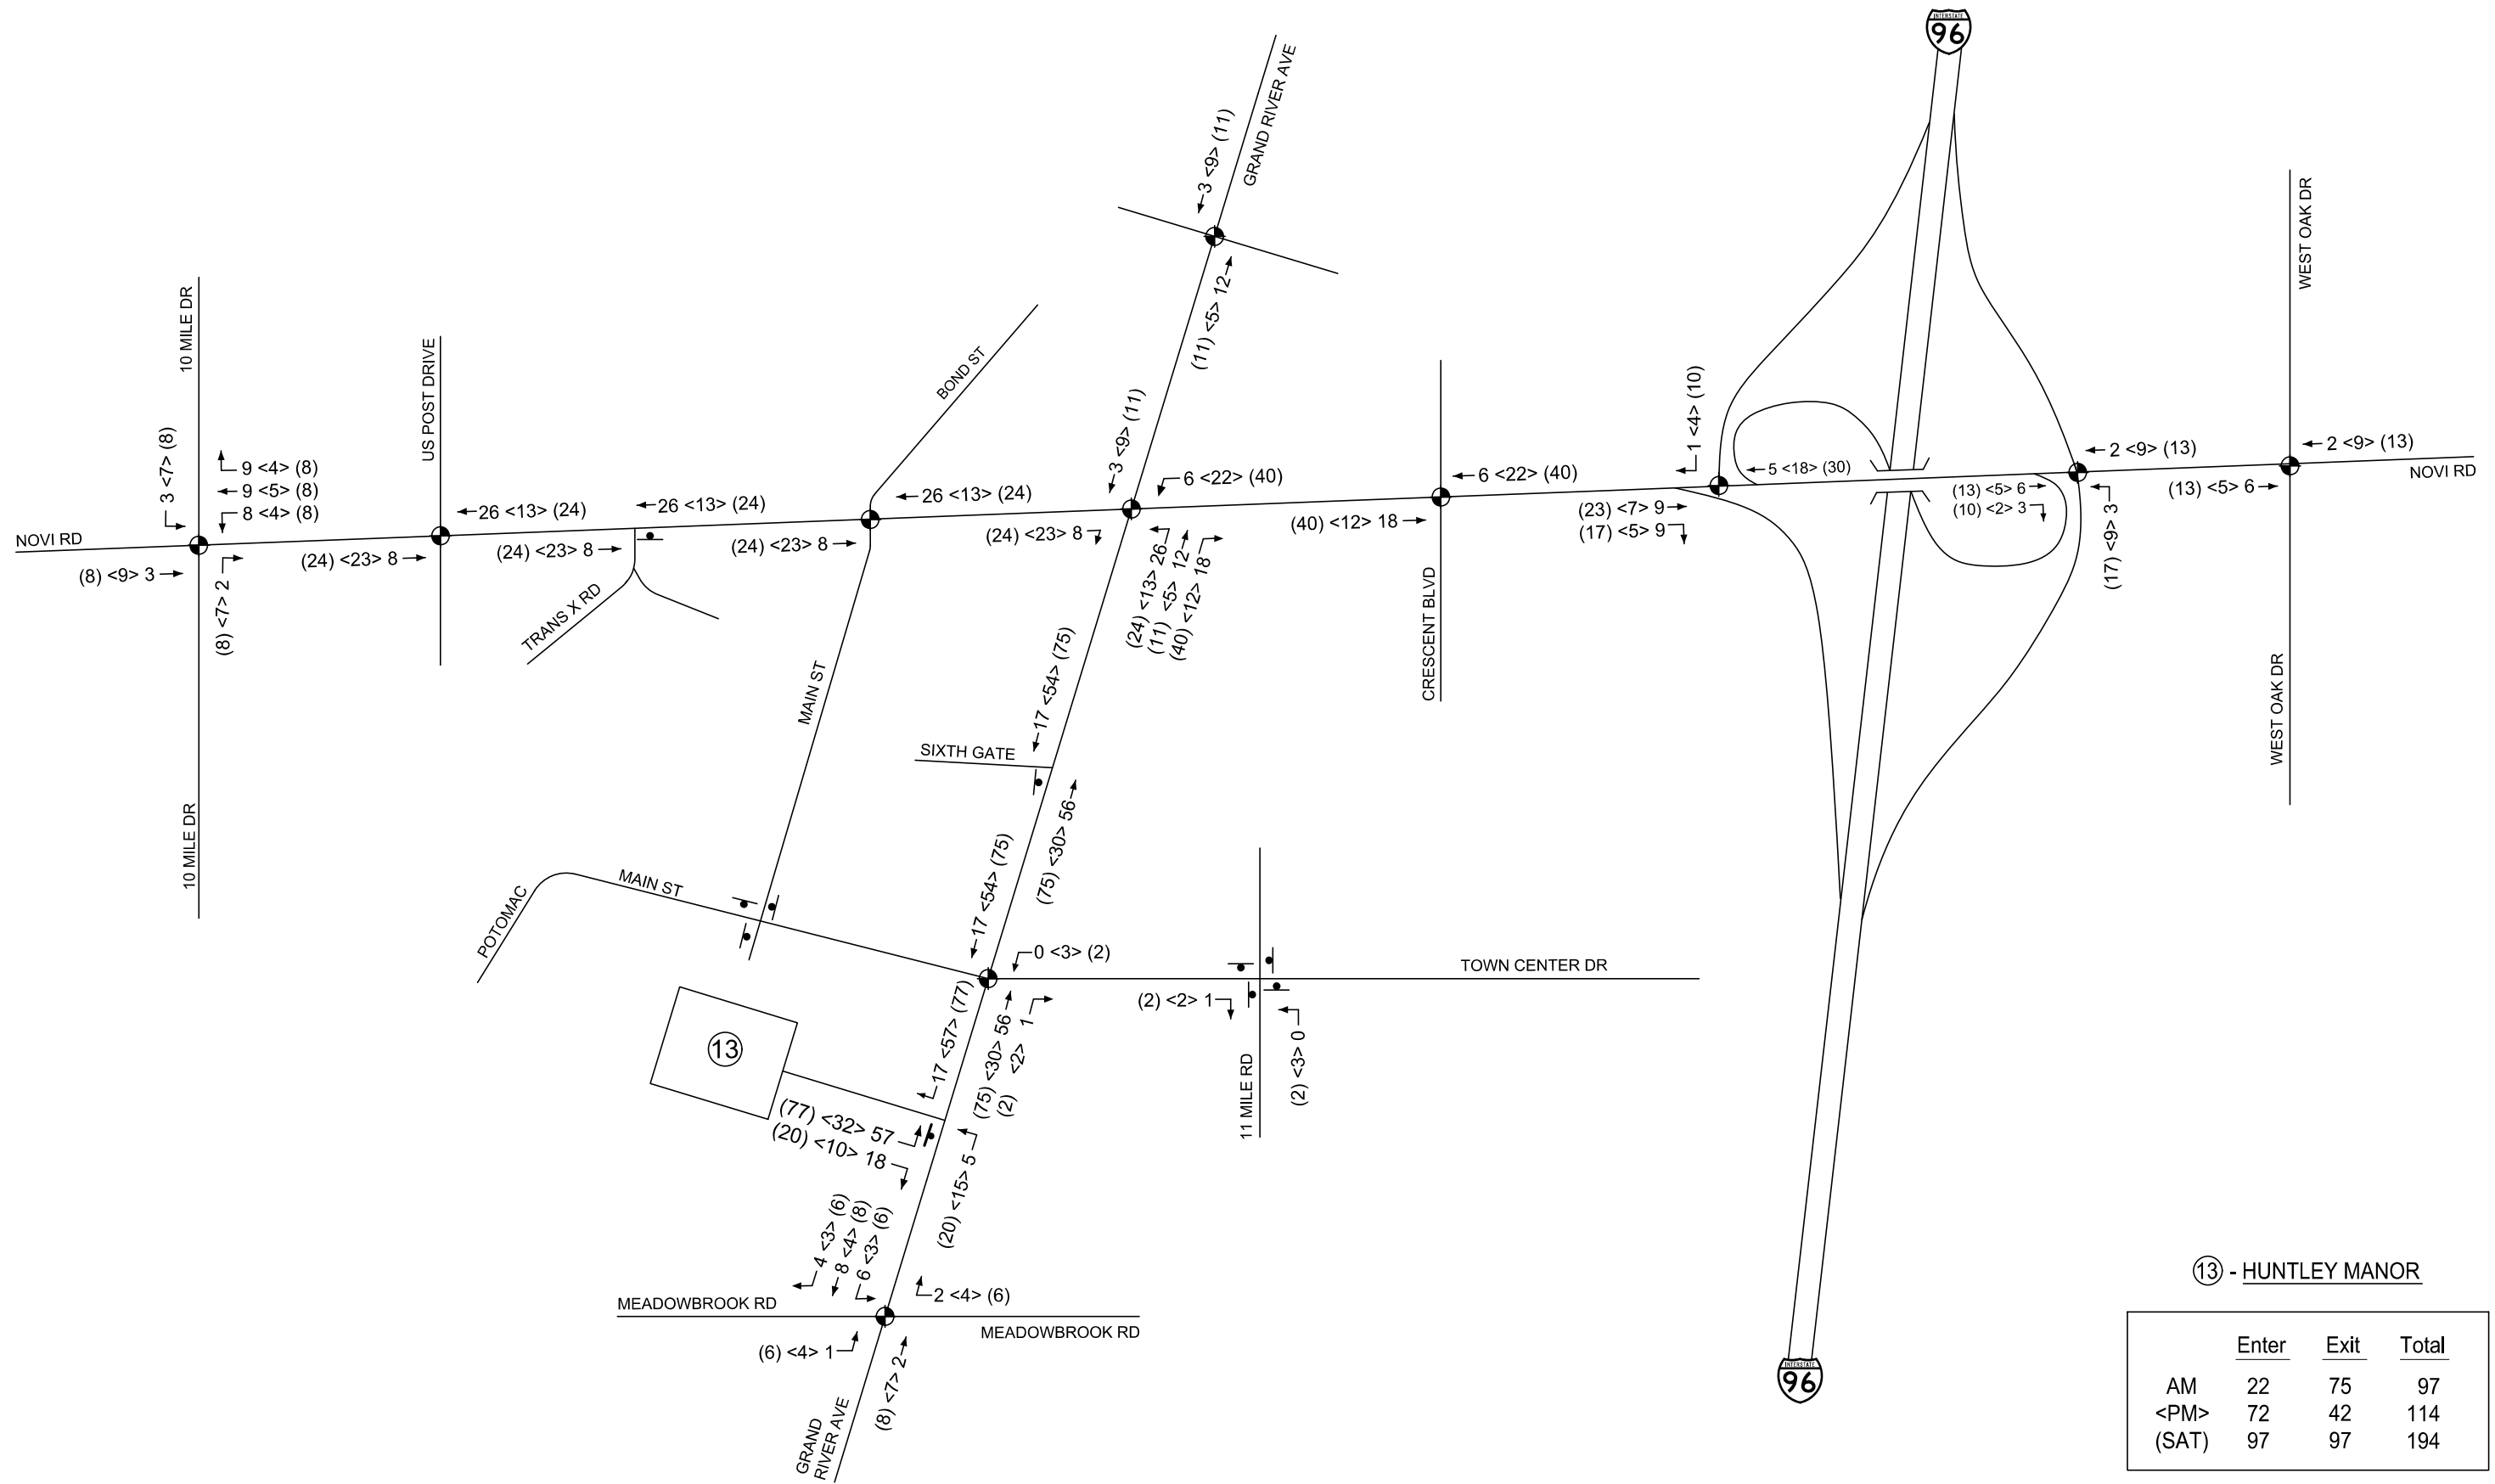 INTERSTATE
96
GRAND RIVER AVE
3 <9> (11)
(11) <5> 12
WEST OAK DR
10 MILE DR
US POST DRIVE
BOND ST
3 <7> (8)
9 <4> (8)
9 <5> (8)
8 <4> (8)
NOVI RD
(8) <9> 3
(8) <7> 2
26 <13> (24)
(24) <23> 8
26 <13> (24)
(24) <23> 8
TRANS X RD
26 <13> (24)
(24) <23> 8
MAIN ST
3 <9> (11)
6 <22> (40)
(24) <23> 8
(24) <13> 26
(11) <5> 12
(40) <12> 18
6 <22> (40)
(40) <12> 18
CRESCENT BLVD
1 <4> (10)
5 <18> (30)
(23) <7> 9
(17) <5> 9
(13) <5> 6
(10) <2> 3
2 <9> (13)
(17) <9> 3
2 <9> (13)
(13) <5> 6
NOVI RD
WEST OAK DR
17 <54> (75)
SIXTH GATE
(75) <30> 56
10 MILE DR
POTOMAC
MAIN ST
17 <54> (75)
0 <3> (2)
TOWN CENTER DR
(2) <2> 1
(2) <3> 0
11 MILE RD
17 <57> (77)
(75) <30> 56
(2) <2> 1
13
(77) <32> 57
(20) <10> 18
(20) <15> 5
4 <3> (6)
8 <4> (8)
6 <3> (6)
2 <4> (6)
MEADOWBROOK RD
MEADOWBROOK RD
(6) <4> 1
(8) <7> 2
GRAND
RIVER AVE
INTERSTATE
96
13 - HUNTLEY MANOR
Enter Exit Total
AM 22 75 97
<PM> 72 42 114
(SAT) 97 97 194